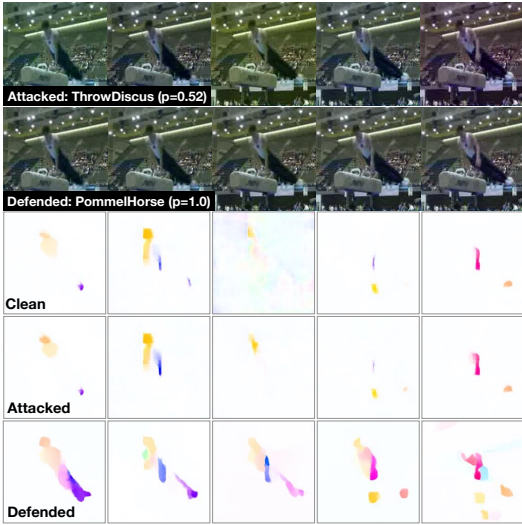 Attacked: ThrowDiscus (p=0.52)
Defended: PommelHorse (p=1.0)
Clean
Attacked
Defended